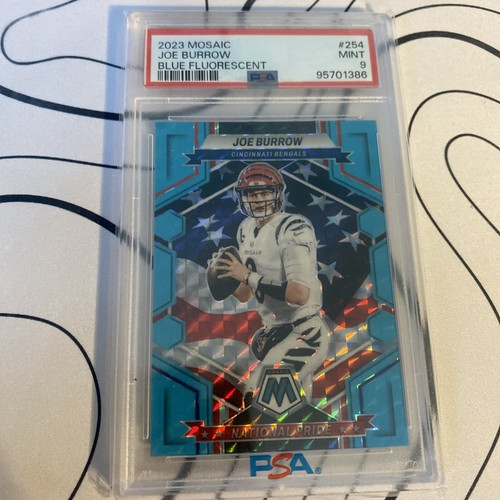 2023 MOSAIC #254
JOE BURROW MINT
BLUE FLUORESCENT 9
PSA 95701386
JOE BURROW
CINCINNATI BENGALS
M
NATIONAL PRIDE
PSA